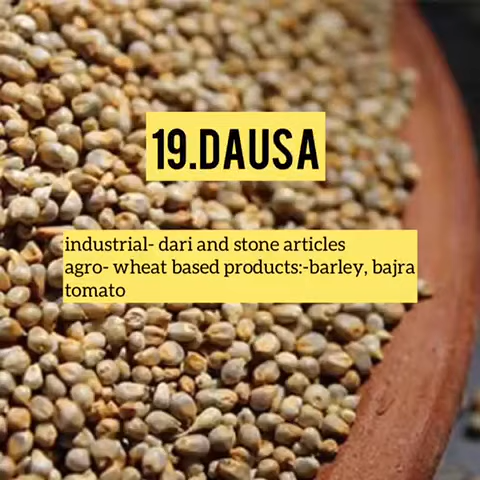 19.DAUSA
industrial- dari and stone articles
agro- wheat based products:-barley, bajra
tomato